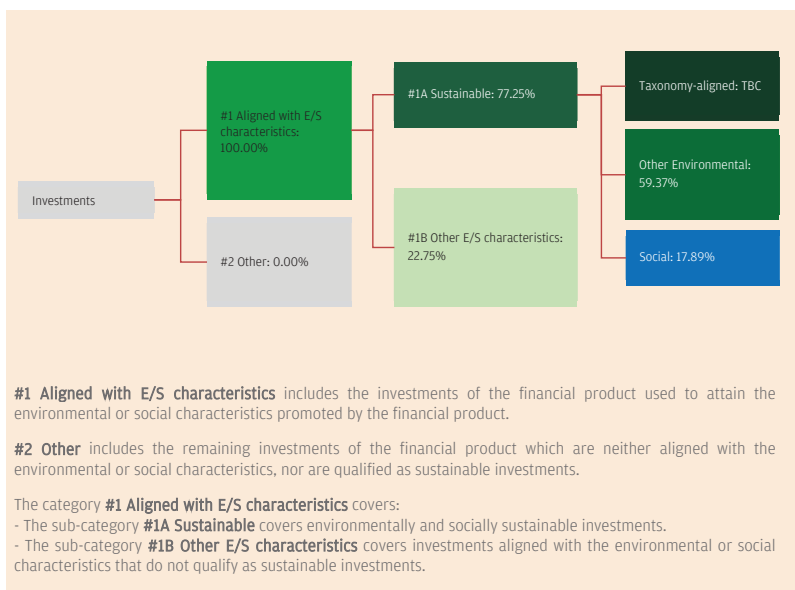 Investments
#1 Aligned with E/S
characteristics:
100.00%
#2 Other: 0.00%
#1A Sustainable: 77.25%
#1B Other E/S characteristics:
22.75%
Taxonomy-aligned: TBC
Other Environmental:
59.37%
Social: 17.89%
#1 Aligned with E/S characteristics includes the investments of the financial product used to attain the
environmental or social characteristics promoted by the financial product.
#2 Other includes the remaining investments of the financial product which are neither aligned with the
environmental or social characteristics, nor are qualified as sustainable investments.
The category #1 Aligned with E/S characteristics covers:
- The sub-category #1A Sustainable covers environmentally and socially sustainable investments.
- The sub-category #1B Other E/S characteristics covers investments aligned with the environmental or social
characteristics that do not qualify as sustainable investments.